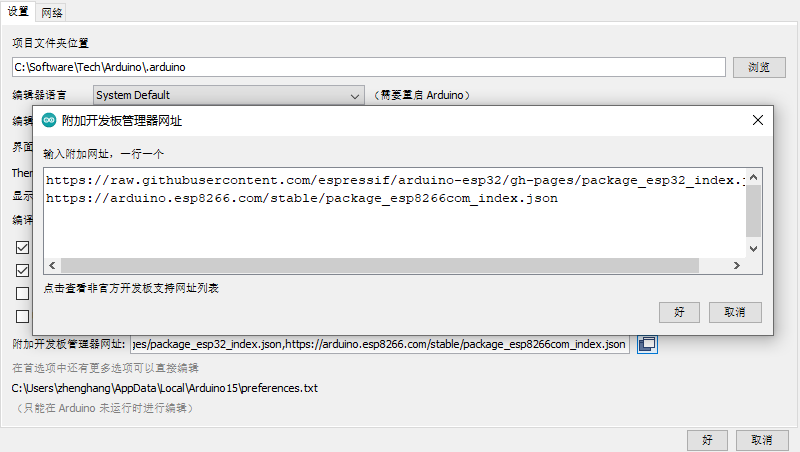 设置 网络
项目文件夹位置
C:\Software\Tech\Arduino\.arduino 浏览
编辑器语言 System Default （需要重启 Arduino）
编辑
附加开发板管理器网址
输入附加网址，一行一个
界面
https://raw.githubusercontent.com/espressif/arduino-esp32/gh-pages/package_esp32_index.j
Them
显示
https://arduino.esp8266.com/stable/package_esp8266com_index.json
编译
点击查看非官方开发板支持网址列表
好 取消
附加开发板管理器网址: ges/package_esp32_index.json,https://arduino.esp8266.com/stable/package_esp8266com_index.json
在首选项中还有更多选项可以直接编辑
C:\Users\zhenghang\AppData\Local\Arduino15\preferences.txt
（只能在 Arduino 未运行时进行编辑）
好 取消